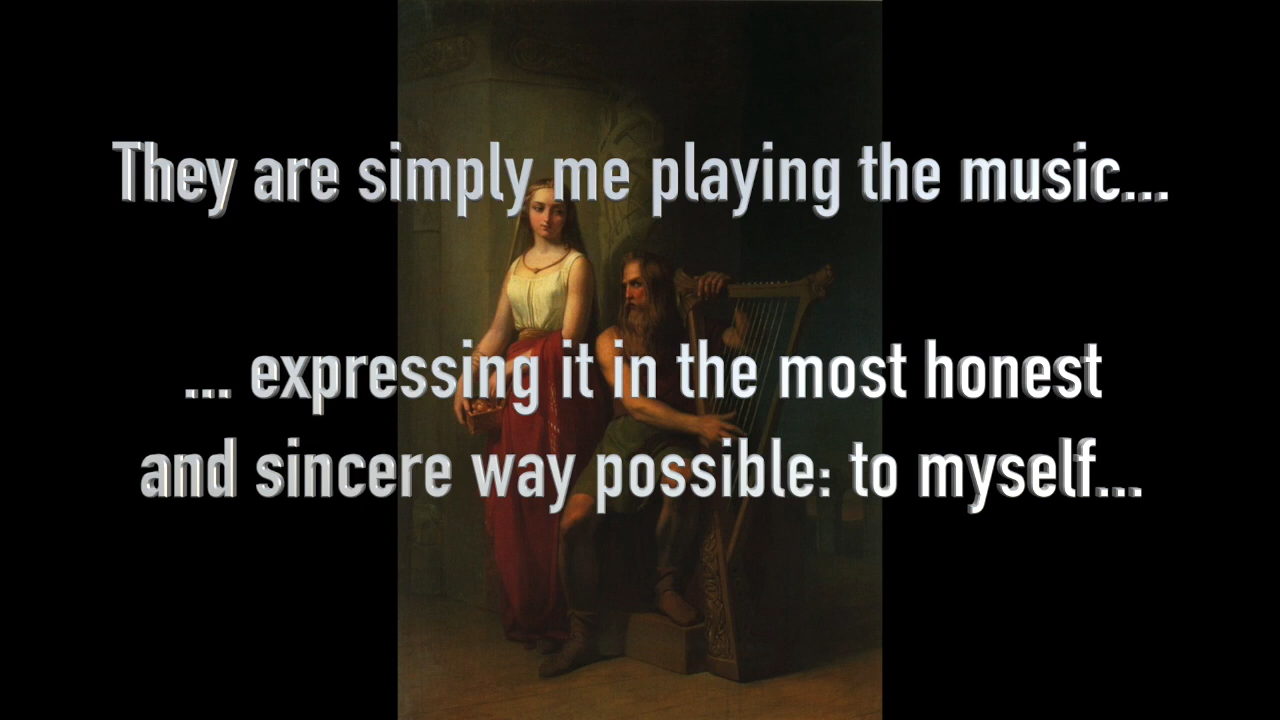 They are simply me playing the music...
... expressing it in the most honest
and sincere way possible: to myself...